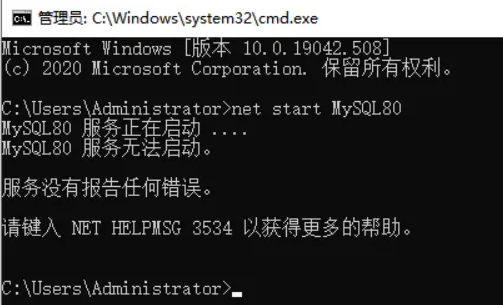 管理员: C:\Windows\system32\cmd.exe
Microsoft Windows [版本 10.0.19042.508]
(c) 2020 Microsoft Corporation. 保留所有权利。
C:\Users\Administrator>net start MySQL80
MySQL80 服务正在启动 ....
MySQL80 服务无法启动。
服务没有报告任何错误。
请键入 NET HELPMSG 3534 以获得更多的帮助。
C:\Users\Administrator>